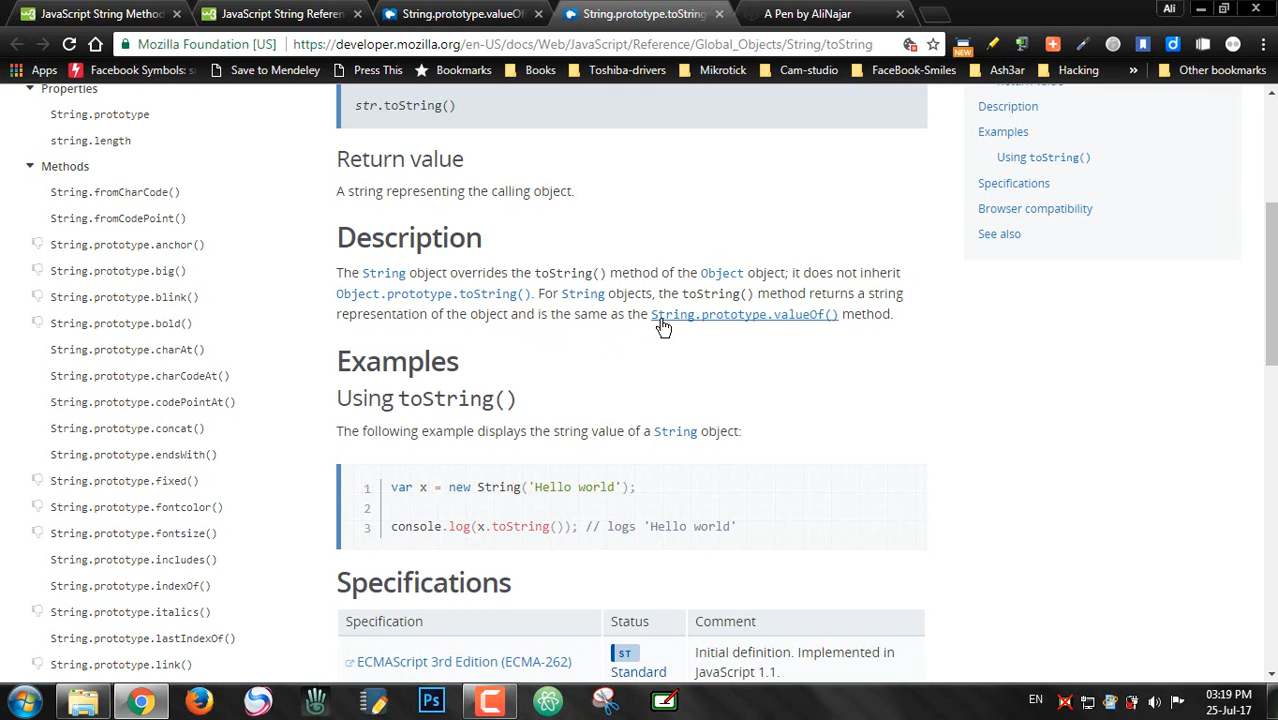 JavaScript String Method
JavaScript String Refere
String.prototype.valueOf
String.prototype.toString
A Pen by AliNajar
Ali
Mozilla Foundation [US]
https://developer.mozilla.org/en-US/docs/Web/JavaScript/Reference/Global_Objects/String/toString
NEW
Apps
Facebook Symbols: s
Save to Mendeley
Press This
Bookmarks
Books
Toshiba-drivers
Mikrotick
Cam-studio
FaceBook-Smiles
Ash3ar
Hacking
»
Other bookmarks
Properties
String.prototype
string.length
Methods
String.fromCharCode()
String.fromCodePoint()
String.prototype.anchor()
String.prototype.big()
String.prototype.blink()
String.prototype.bold()
String.prototype.charAt()
String.prototype.charCodeAt()
String.prototype.codePointAt()
String.prototype.concat()
String.prototype.endsWith()
String.prototype.fixed()
String.prototype.fontcolor()
String.prototype.fontsize()
String.prototype.includes()
String.prototype.indexOf()
String.prototype.italics()
String.prototype.lastIndexOf()
String.prototype.link()
str.toString()
Return value
A string representing the calling object.
Description
The String object overrides the toString() method of the Object object; it does not inherit
Object.prototype.toString(). For String objects, the toString() method returns a string
representation of the object and is the same as the String.prototype.valueOf() method.
Examples
Using toString()
The following example displays the string value of a String object:
1 var x = new String('Hello world');
2
3 console.log(x.toString()); // logs 'Hello world'
Specifications
Specification Status Comment
ECMAScript 3rd Edition (ECMA-262)
ST
Standard
Initial definition. Implemented in
JavaScript 1.1.
Description
Examples
Using toString()
Specifications
Browser compatibility
See also
Ps
EN
03:19 PM
25-Jul-17